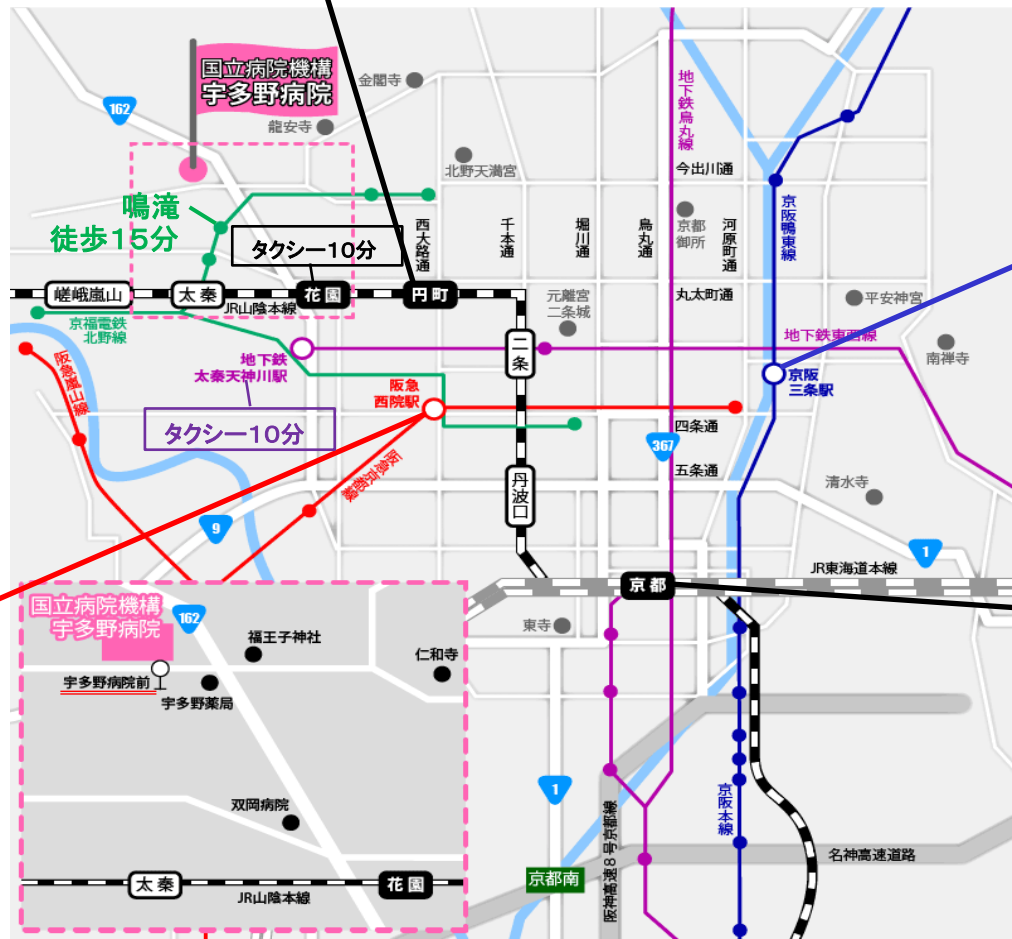 国立病院機構
宇多野病院
金閣寺
162
龍安寺
北野天満宮
地下鉄烏丸線
今出川通
鳴滝
徒歩15分
タクシー10分
西大路通
千本通
堀川通
烏丸通
京都
御所
河原町通
京阪鴨東線
嵯峨嵐山
太秦
花園
円町
JR山陰本線
丸太町通
元離宮
二条城
平安神宮
京福電鉄
北野線
二条
地下鉄東西線
南禅寺
阪急嵐山線
地下鉄
太秦天神川駅
阪急
西院駅
京阪
三条駅
タクシー10分
四条通
367
五条通
阪急京都線
丹波口
清水寺
9
1
JR東海道本線
京都
東寺
国立病院機構
宇多野病院
162
福王子神社
仁和寺
宇多野病院前
宇多野薬局
双岡病院
太秦
花園
JR山陰本線
1
京都南
阪神高速8号京都線
京阪本線
名神高速道路